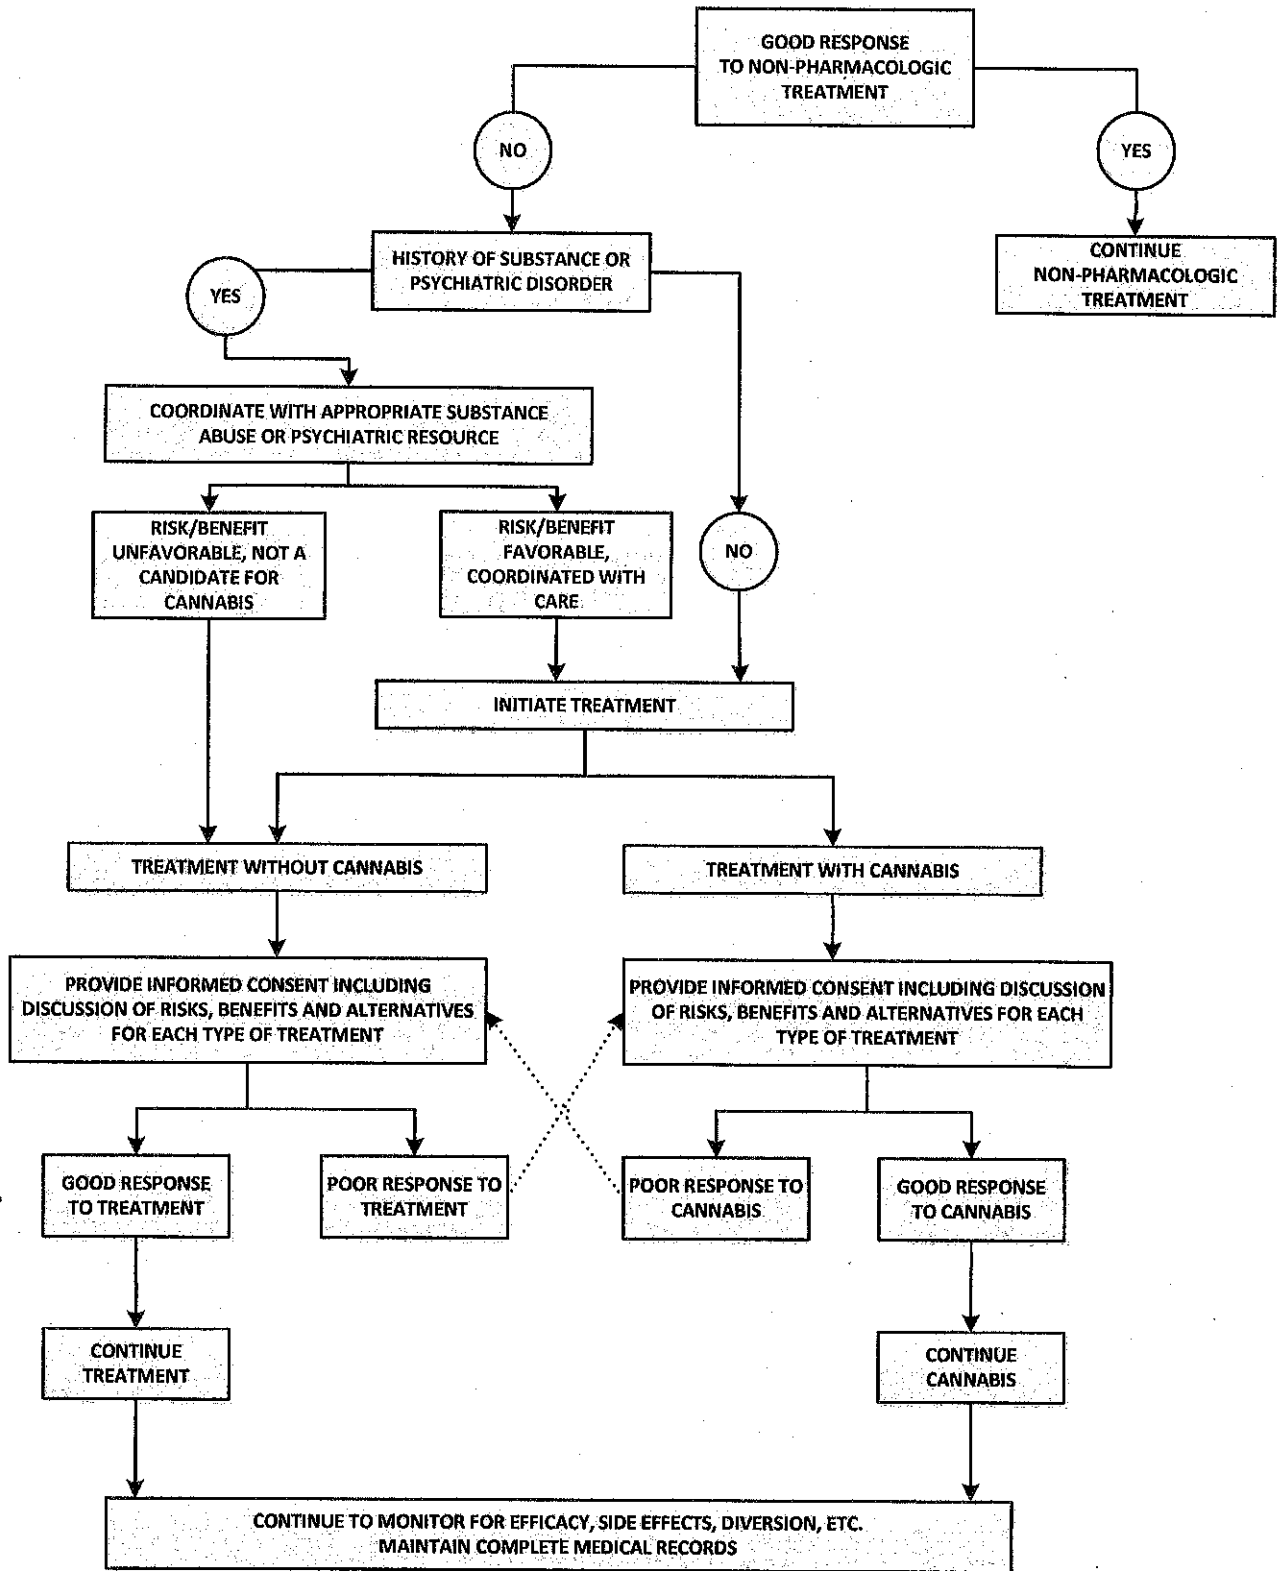 GOOD RESPONSE
TO NON-PHARMACOLOGIC
TREATMENT
NO
YES
HISTORY OF SUBSTANCE OR
PSYCHIATRIC DISORDER
CONTINUE
NON-PHARMACOLOGIC
TREATMENT
YES
COORDINATE WITH APPROPRIATE SUBSTANCE
ABUSE OR PSYCHIATRIC RESOURCE
RISK/BENEFIT
UNFAVORABLE, NOT A
CANDIDATE FOR
CANNABIS
RISK/BENEFIT
FAVORABLE,
COORDINATED WITH
CARE
NO
INITIATE TREATMENT
TREATMENT WITHOUT CANNABIS
TREATMENT WITH CANNABIS
PROVIDE INFORMED CONSENT INCLUDING
DISCUSSION OF RISKS, BENEFITS AND ALTERNATIVES
FOR EACH TYPE OF TREATMENT
PROVIDE INFORMED CONSENT INCLUDING DISCUSSION
OF RISKS, BENEFITS AND ALTERNATIVES FOR EACH
TYPE OF TREATMENT
GOOD RESPONSE
TO TREATMENT
POOR RESPONSE TO
TREATMENT
POOR RESPONSE TO
CANNABIS
GOOD RESPONSE
TO CANNABIS
CONTINUE
TREATMENT
CONTINUE
CANNABIS
CONTINUE TO MONITOR FOR EFFICACY, SIDE EFFECTS, DIVERSION, ETC.
MAINTAIN COMPLETE MEDICAL RECORDS